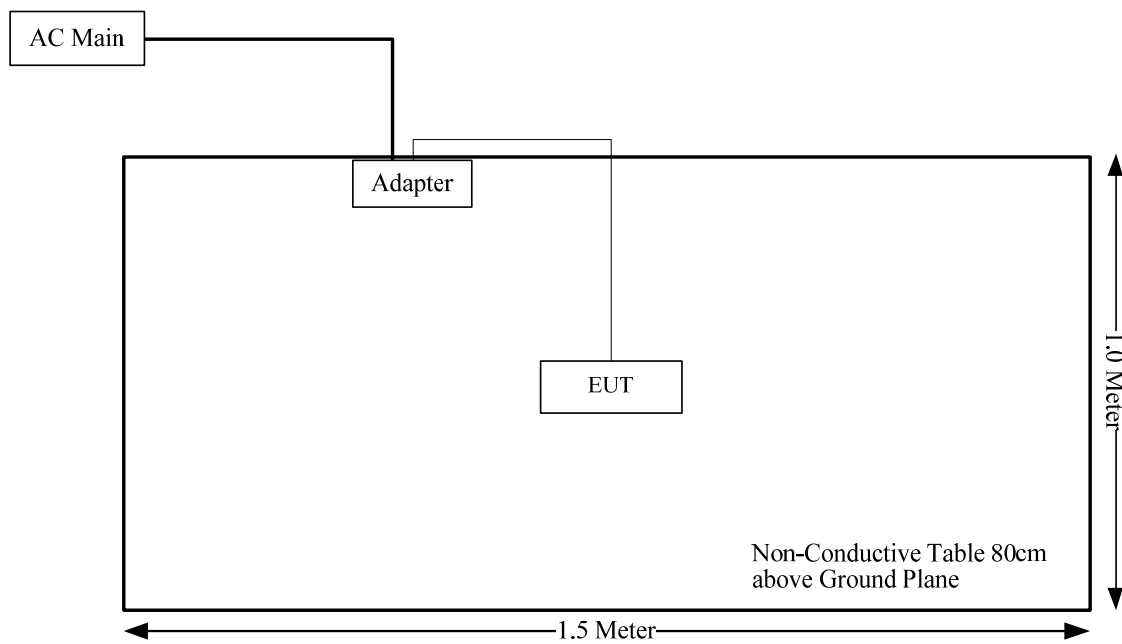 AC Main
Adapter
EUT
1.0 Meter
Non-Conductive Table 80cm
above Ground Plane
1.5 Meter